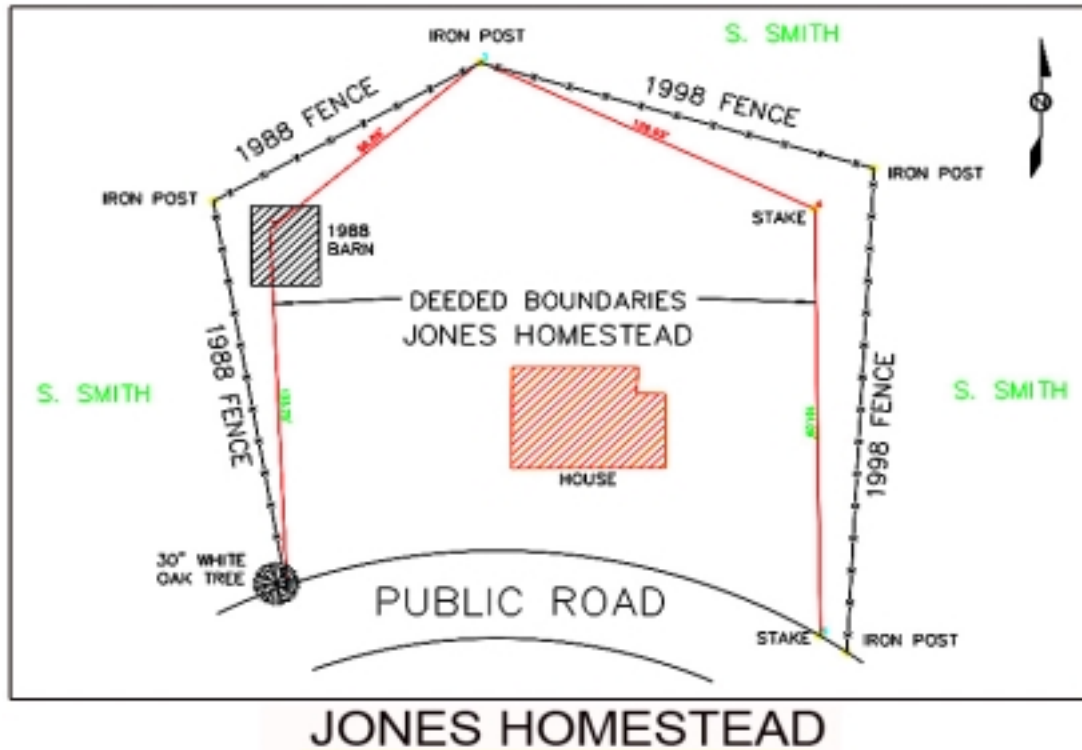 IRON POST
S. SMITH
1988 FENCE
1998 FENCE
N
IRON POST
IRON POST
STAKE
1988
BARN
DEEDED BOUNDARIES
JONES HOMESTEAD
1988 FENCE
1998 FENCE
S. SMITH
S. SMITH
HOUSE
30" WHITE
OAK TREE
PUBLIC ROAD
STAKE
IRON POST
JONES HOMESTEAD